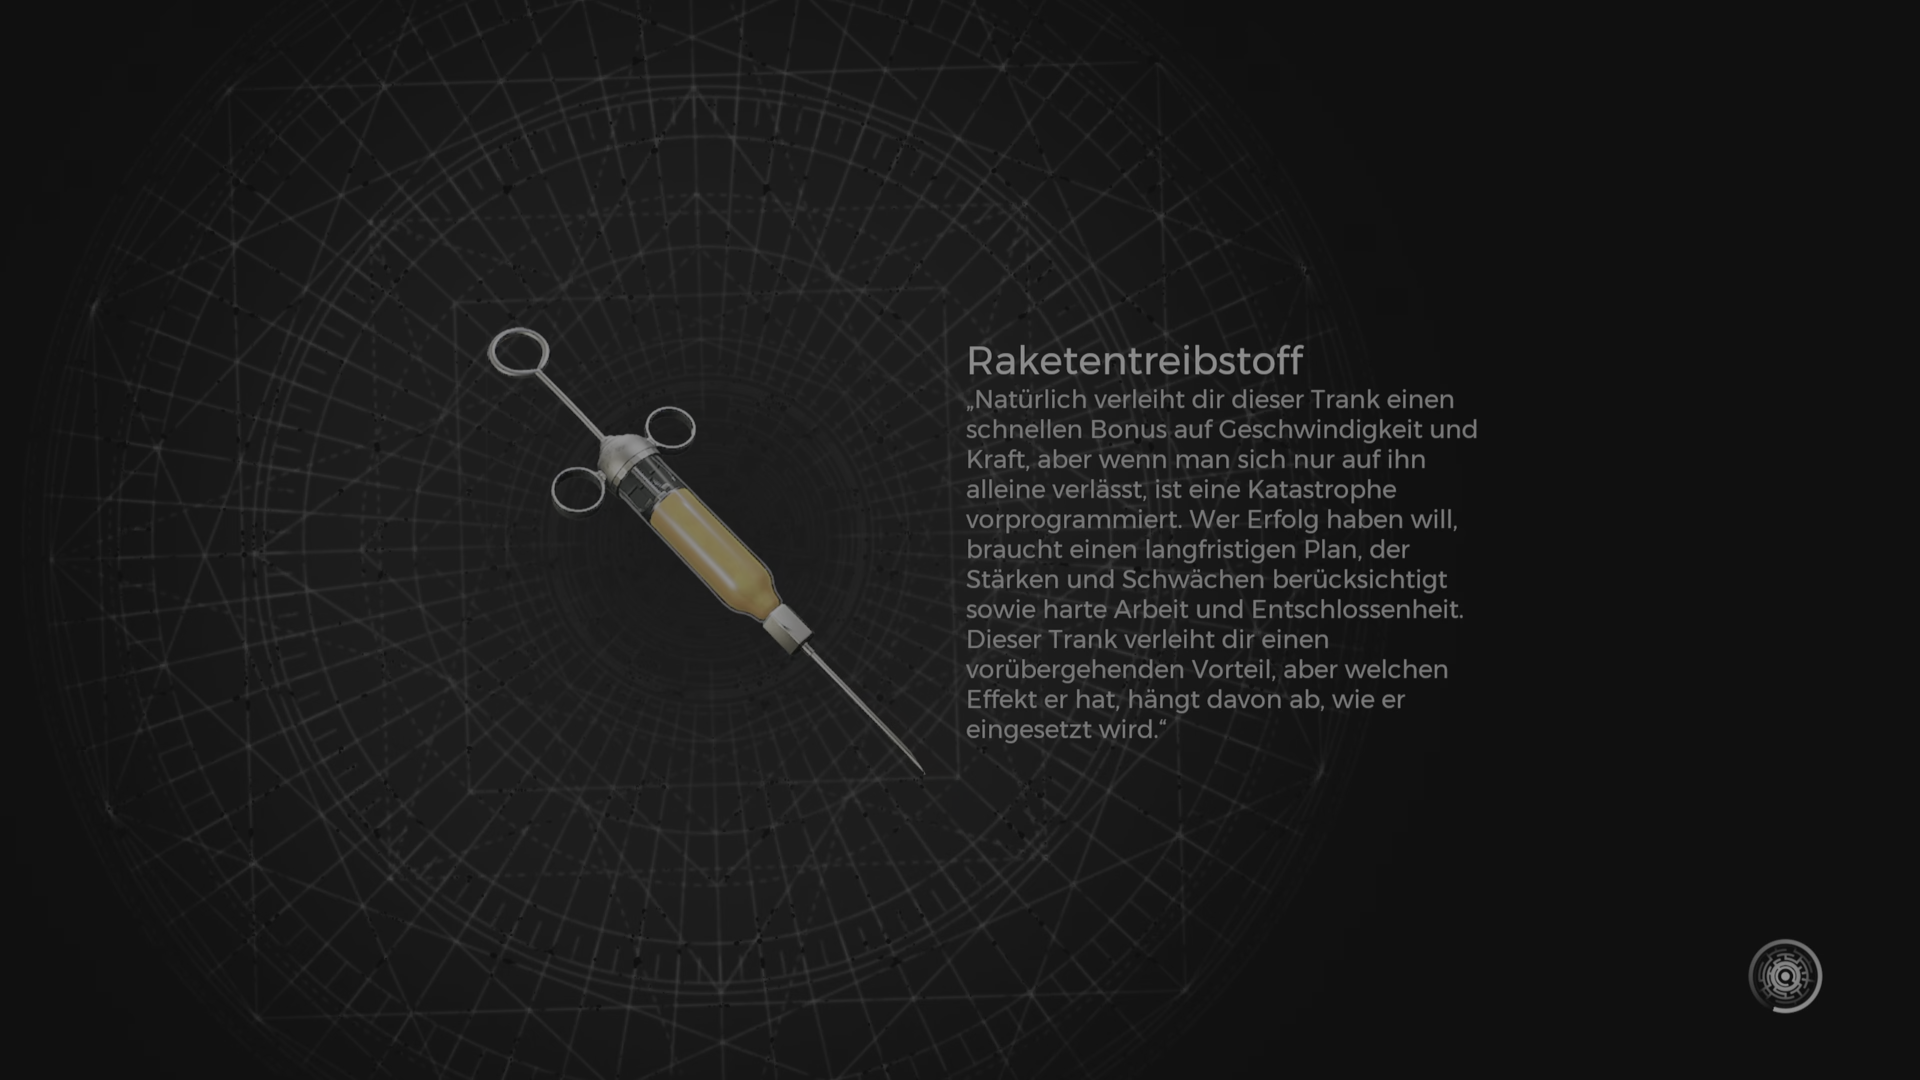 Raketentreibstoff
„Natürlich verleiht dir dieser Trank einen
schnellen Bonus auf Geschwindigkeit und
Kraft, aber wenn man sich nur auf ihn
alleine verlässt, ist eine Katastrophe
vorprogrammiert. Wer Erfolg haben will,
braucht einen langfristigen Plan, der
Stärken und Schwächen berücksichtigt
sowie harte Arbeit und Entschlossenheit.
Dieser Trank verleiht dir einen
vorübergehenden Vorteil, aber welchen
Effekt er hat, hängt davon ab, wie er
eingesetzt wird.“